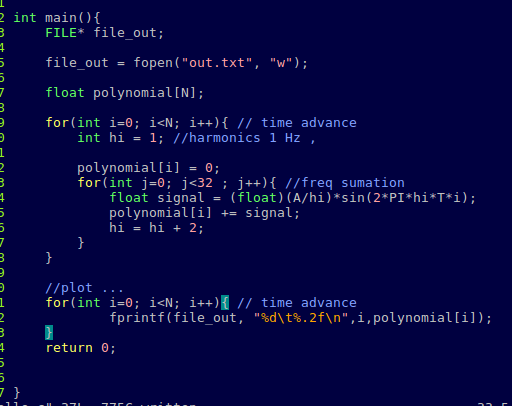 1
2 int main(){
3     FILE* file_out;
4
5     file_out = fopen("out.txt", "w");
6
7     float polynomial[N];
8
9     for(int i=0; i<N; i++){ // time advance
0         int hi = 1; //harmonics 1 Hz ,
1
2         polynomial[i] = 0;
3         for(int j=0; j<32 ; j++){ //freq sumation
4             float signal = (float)(A/hi)*sin(2*PI*hi*T*i);
5             polynomial[i] += signal;
6             hi = hi + 2;
7         }
8     }
9
0     //plot ...
1     for(int i=0; i<N; i++){ // time advance
2             fprintf(file_out, "%d\t%.2f\n",i,polynomial[i]);
3     }
4     return 0;
5
6
7 }